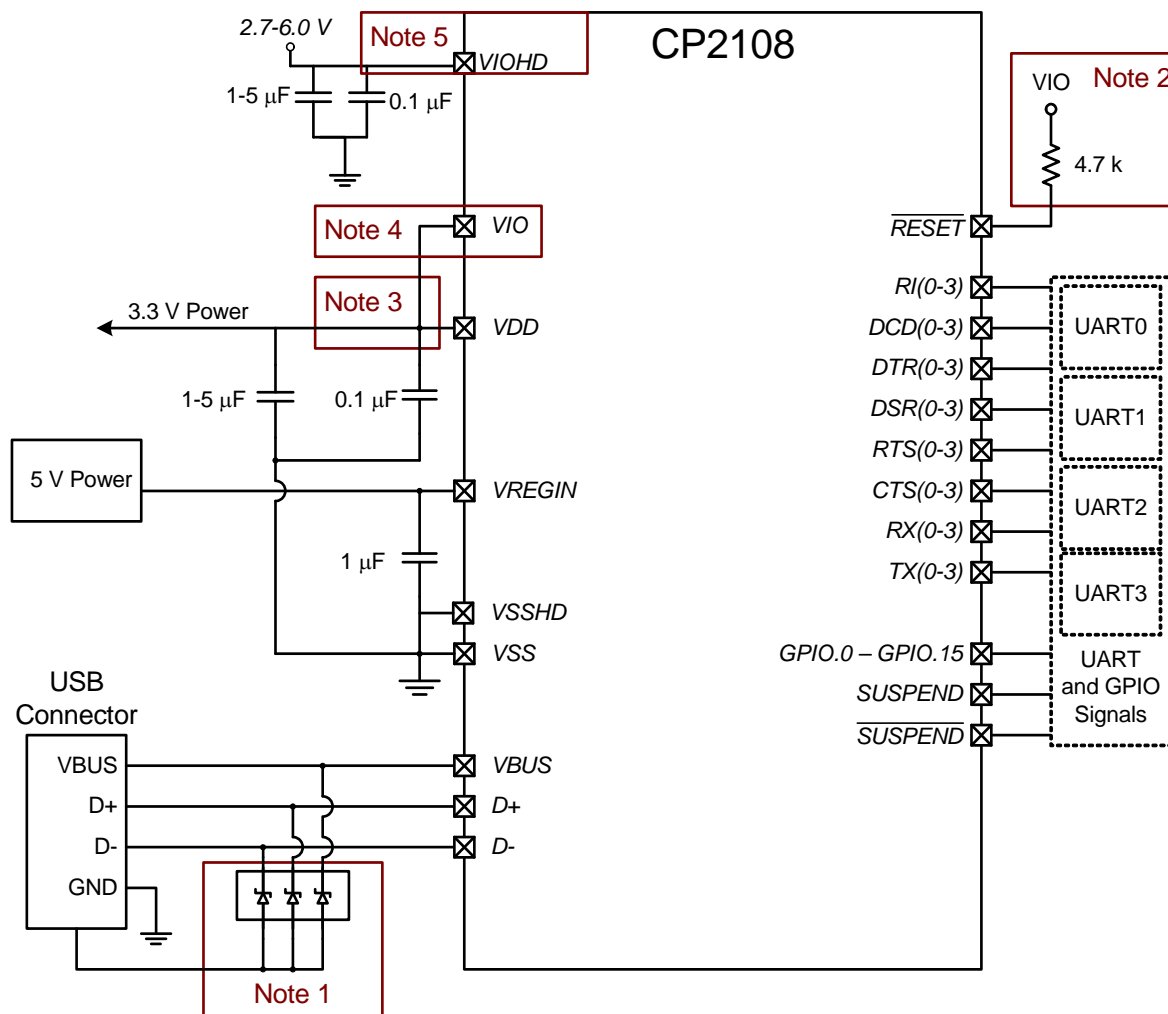 2.7-6.0 V
Note 5
VIOHD
1-5 μF
0.1 μF
CP2108
Note 2
VIO
4.7 k
Note 4
VIO
RESET
Note 3
3.3 V Power
VDD
1-5 μF
0.1 μF
5 V Power
VREGIN
1 μF
VSSHD
VSS
RI(0-3)
DCD(0-3)
DTR(0-3)
DSR(0-3)
RTS(0-3)
CTS(0-3)
RX(0-3)
TX(0-3)
GPIO.0 – GPIO.15
SUSPEND
SUSPEND
UART0
UART1
UART2
UART3
UART
and GPIO
Signals
USB
Connector
VBUS
D+
D-
GND
VBUS
D+
D-
Note 1